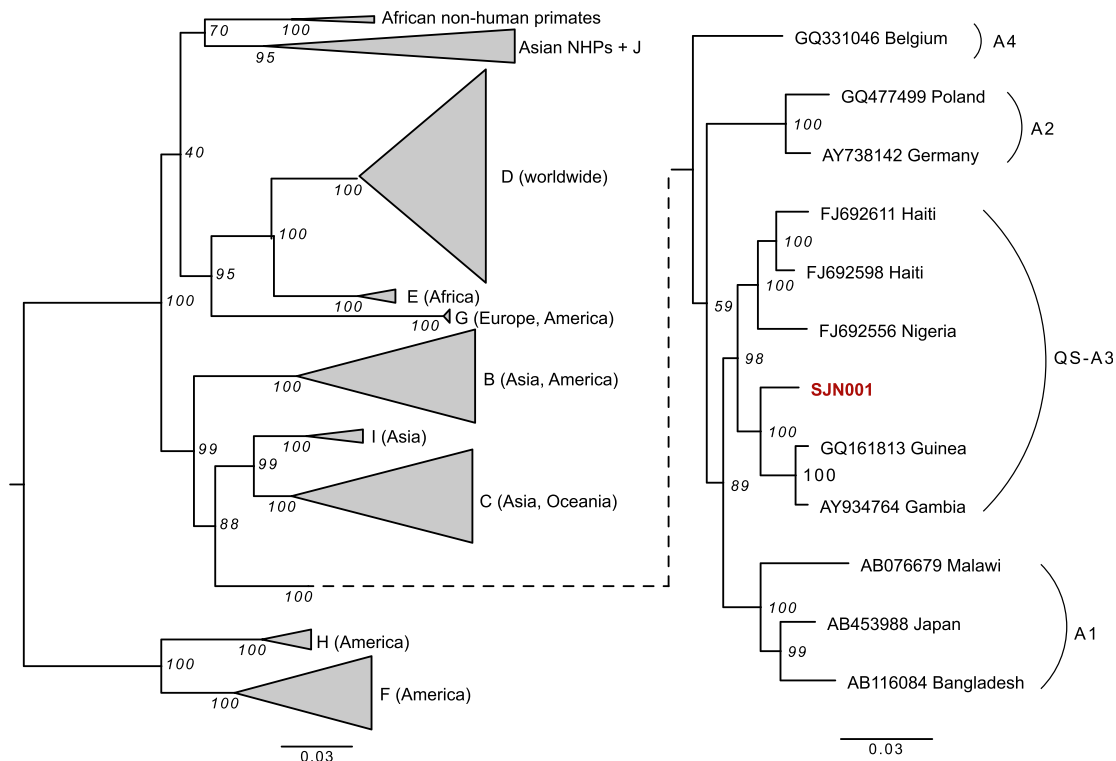 African non-human primates
70
100
Asian NHPs + J
95
40
D (worldwide)
100
100
95
E (Africa)
100
G (Europe, America)
100
100
B (Asia, America)
100
I (Asia)
100
99
99
C (Asia, Oceania)
100
88
100
H (America)
100
100
F (America)
100
0.03
GQ331046 Belgium
A4
GQ477499 Poland
100
A2
AY738142 Germany
FJ692611 Haiti
100
FJ692598 Haiti
100
59
FJ692556 Nigeria
98
QS-A3
SJN001
100
GQ161813 Guinea
100
89
AY934764 Gambia
AB076679 Malawi
100
AB453988 Japan
A1
99
AB116084 Bangladesh
0.03